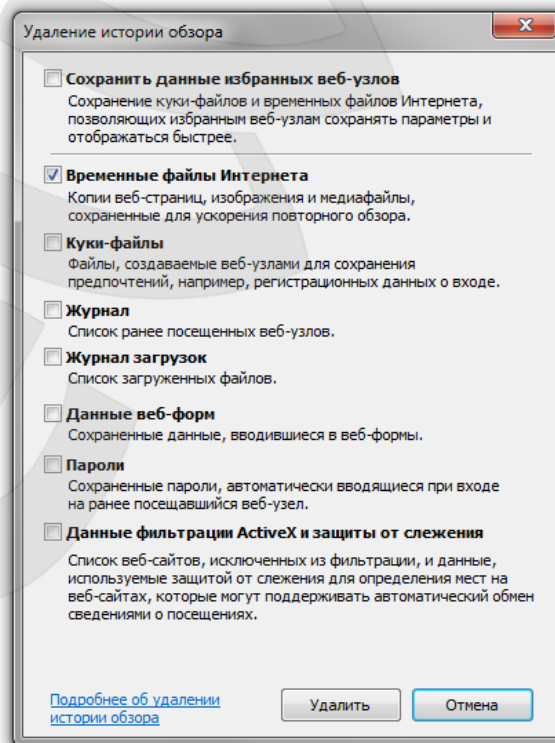 Удаление истории обзора
Сохранить данные избранных веб-узлов
Сохранение куки-файлов и временных файлов Интернета,
позволяющих избранным веб-узлам сохранять параметры и
отображаться быстрее.
Временные файлы Интернета
Копии веб-страниц, изображения и медиафайлы,
сохраненные для ускорения повторного обзора.
Куки-файлы
Файлы, создаваемые веб-узлами для сохранения
предпочтений, например, регистрационных данных о входе.
Журнал
Список ранее посещенных веб-узлов.
Журнал загрузок
Список загруженных файлов.
Данные веб-форм
Сохраненные данные, вводившиеся в веб-формы.
Пароли
Сохраненные пароли, автоматически вводящиеся при входе
на ранее посещавшийся веб-узел.
Данные фильтрации ActiveX и защиты от слежения
Список веб-сайтов, исключенных из фильтрации, и данные,
используемые защитой от слежения для определения мест на
веб-сайтах, которые могут поддерживать автоматический обмен
сведениями о посещениях.
Подробнее об удалении
истории обзора
Удалить
Отмена